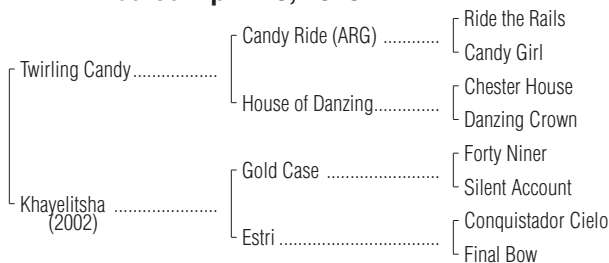 Ride the Rails
Candy Ride (ARG) ............
Candy Girl
Twirling Candy..................
Chester House
House of Danzing..............
Danzing Crown
Forty Niner
Gold Case ........................
Silent Account
Khayelitsha ......................
(2002)
Conquistador Cielo
Estri ..................................
Final Bow